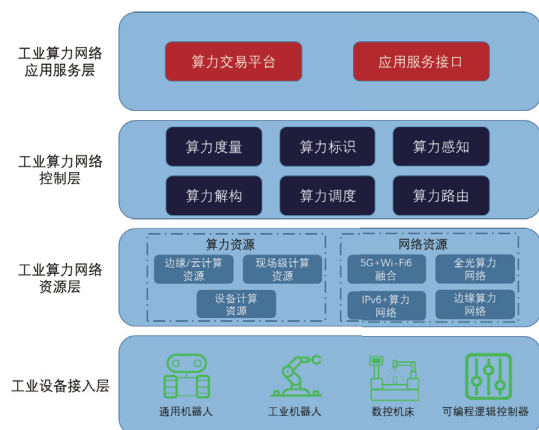 工业算力网络
应用服务层
算力交易平台
应用服务接口
工业算力网络
控制层
算力度量
算力标识
算力感知
算力解构
算力调度
算力路由
工业算力网络
资源层
算力资源
边缘/云计算
资源
现场级计算
资源
设备计算
资源
网络资源
5G+Wi-Fi6
融合
全光算力
网络
IPv6+算力
网络
边缘算力
网络
工业设备接入层
通用机器人
工业机器人
数控机床
可编程逻辑控制器